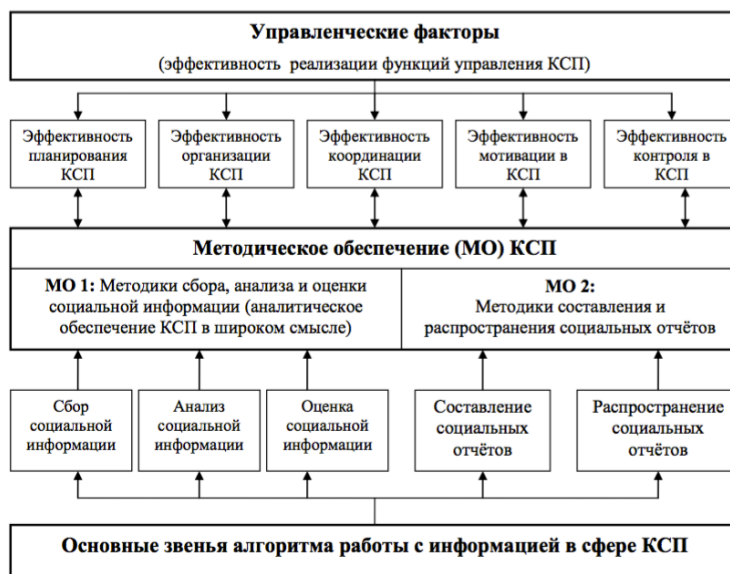 Управленческие факторы
(эффективность реализации функций управления КСП)
Эффективность
планирования
КСП
Эффективность
организации
КСП
Эффективность
координации
КСП
Эффективность
мотивации в
КСП
Эффективность
контроля в
КСП
Методическое обеспечение (МО) КСП
МО 1: Методики сбора, анализа и оценки
социальной информации (аналитическое
обеспечение КСП в широком смысле)
МО 2:
Методики составления и
распространения социальных отчётов
Сбор
социальной
информации
Анализ
социальной
информации
Оценка
социальной
информации
Составление
социальных
отчётов
Распространение
социальных
отчётов
Основные звенья алгоритма работы с информацией в сфере КСП